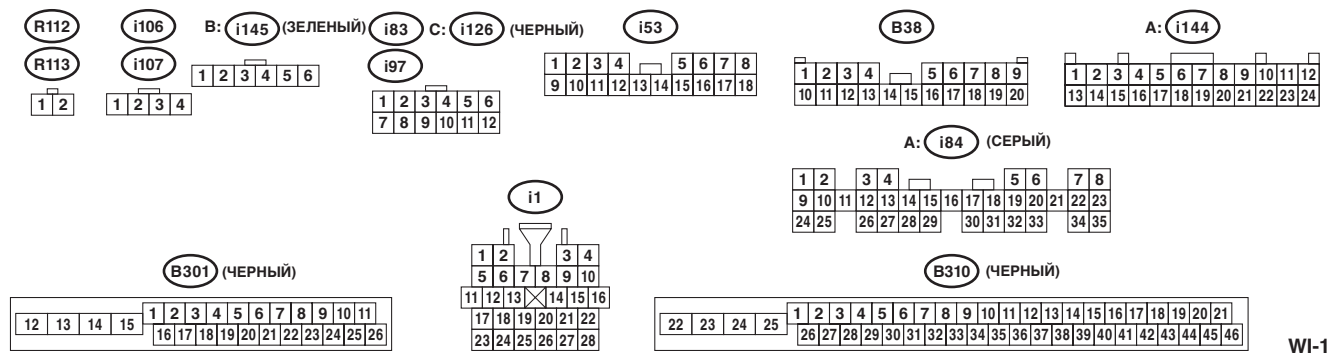 R112
R113
1 2
i106
i107
1 2 3 4
B: i145 (ЗЕЛЕНЫЙ)
1 2 3 4 5 6
i83 C: i126 (ЧЕРНЫЙ)
i97
1 2 3 4 5 6
7 8 9 10 11 12
i53
1 2 3 4 5 6 7 8
9 10 11 12 13 14 15 16 17 18
B38
1 2 3 4 5 6 7 8 9
10 11 12 13 14 15 16 17 18 19 20
A: i144
1 2 3 4 5 6 7 8 9 10 11 12
13 14 15 16 17 18 19 20 21 22 23 24
A: i84 (СЕРЫЙ)
1 2 3 4 5 6 7 8
9 10 11 12 13 14 15 16 17 18 19 20 21 22 23
24 25 26 27 28 29 30 31 32 33 34 35
i1
1 2 3 4
5 6 7 8 9 10
11 12 13 14 15 16
17 18 19 20 21 22
23 24 25 26 27 28
B301 (ЧЕРНЫЙ)
1 2 3 4 5 6 7 8 9 10 11
12 13 14 15
16 17 18 19 20 21 22 23 24 25 26
B310 (ЧЕРНЫЙ)
1 2 3 4 5 6 7 8 9 10 11 12 13 14 15 16 17 18 19 20 21
22 23 24 25
26 27 28 29 30 31 32 33 34 35 36 37 38 39 40 41 42 43 44 45 46
WI-1